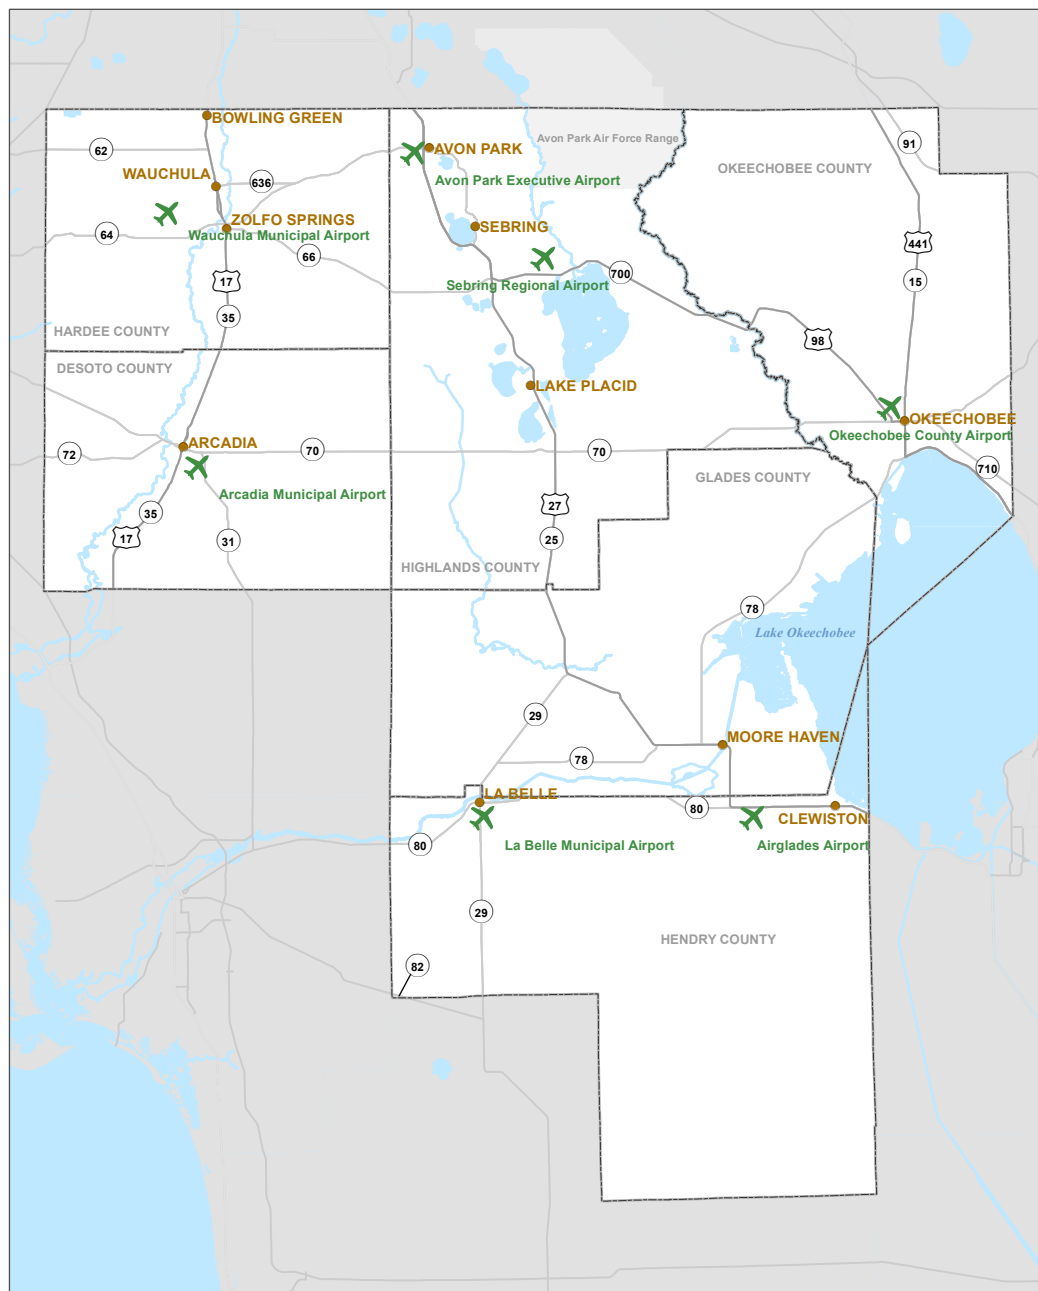 BOWLING GREEN
Avon Park Air Force Range
91
62
AVON PARK
OKEECHOBEE COUNTY
WAUCHULA
636
Avon Park Executive Airport
ZOLFO SPRINGS
SEBRING
64
Wauchula Municipal Airport
441
66
700
17
Sebring Regional Airport
15
35
HARDEE COUNTY
98
DESOTO COUNTY
LAKE PLACID
OKEECHOBEE
Okeechobee County Airport
ARCADIA
72
70
70
710
GLADES COUNTY
Arcadia Municipal Airport
27
35
17
31
25
HIGHLANDS COUNTY
78
Lake Okeechobee
29
MOORE HAVEN
78
LA BELLE
80
CLEWISTON
80
La Belle Municipal Airport
Airglades Airport
29
HENDRY COUNTY
82